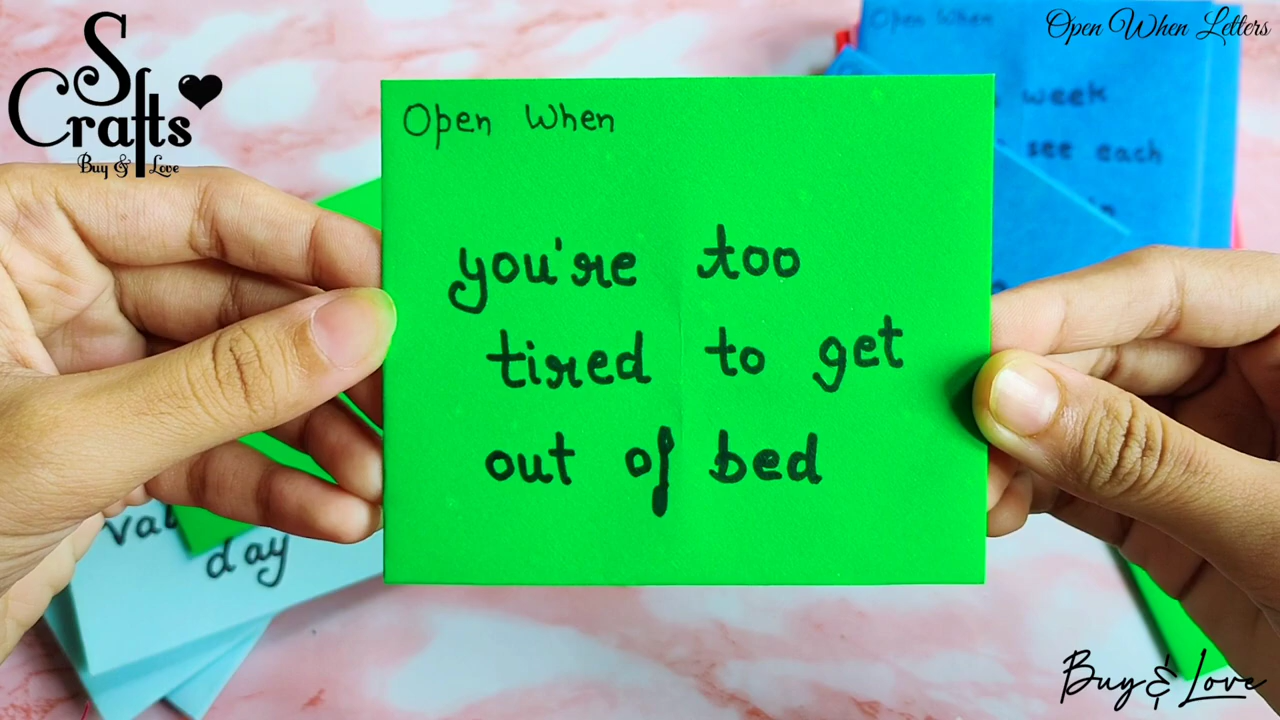 S
Crafts
Buy & Love
Open When Letters
Open When
you're too
tired to get
out of bed
Open When
week
see each
day
Buy & Love